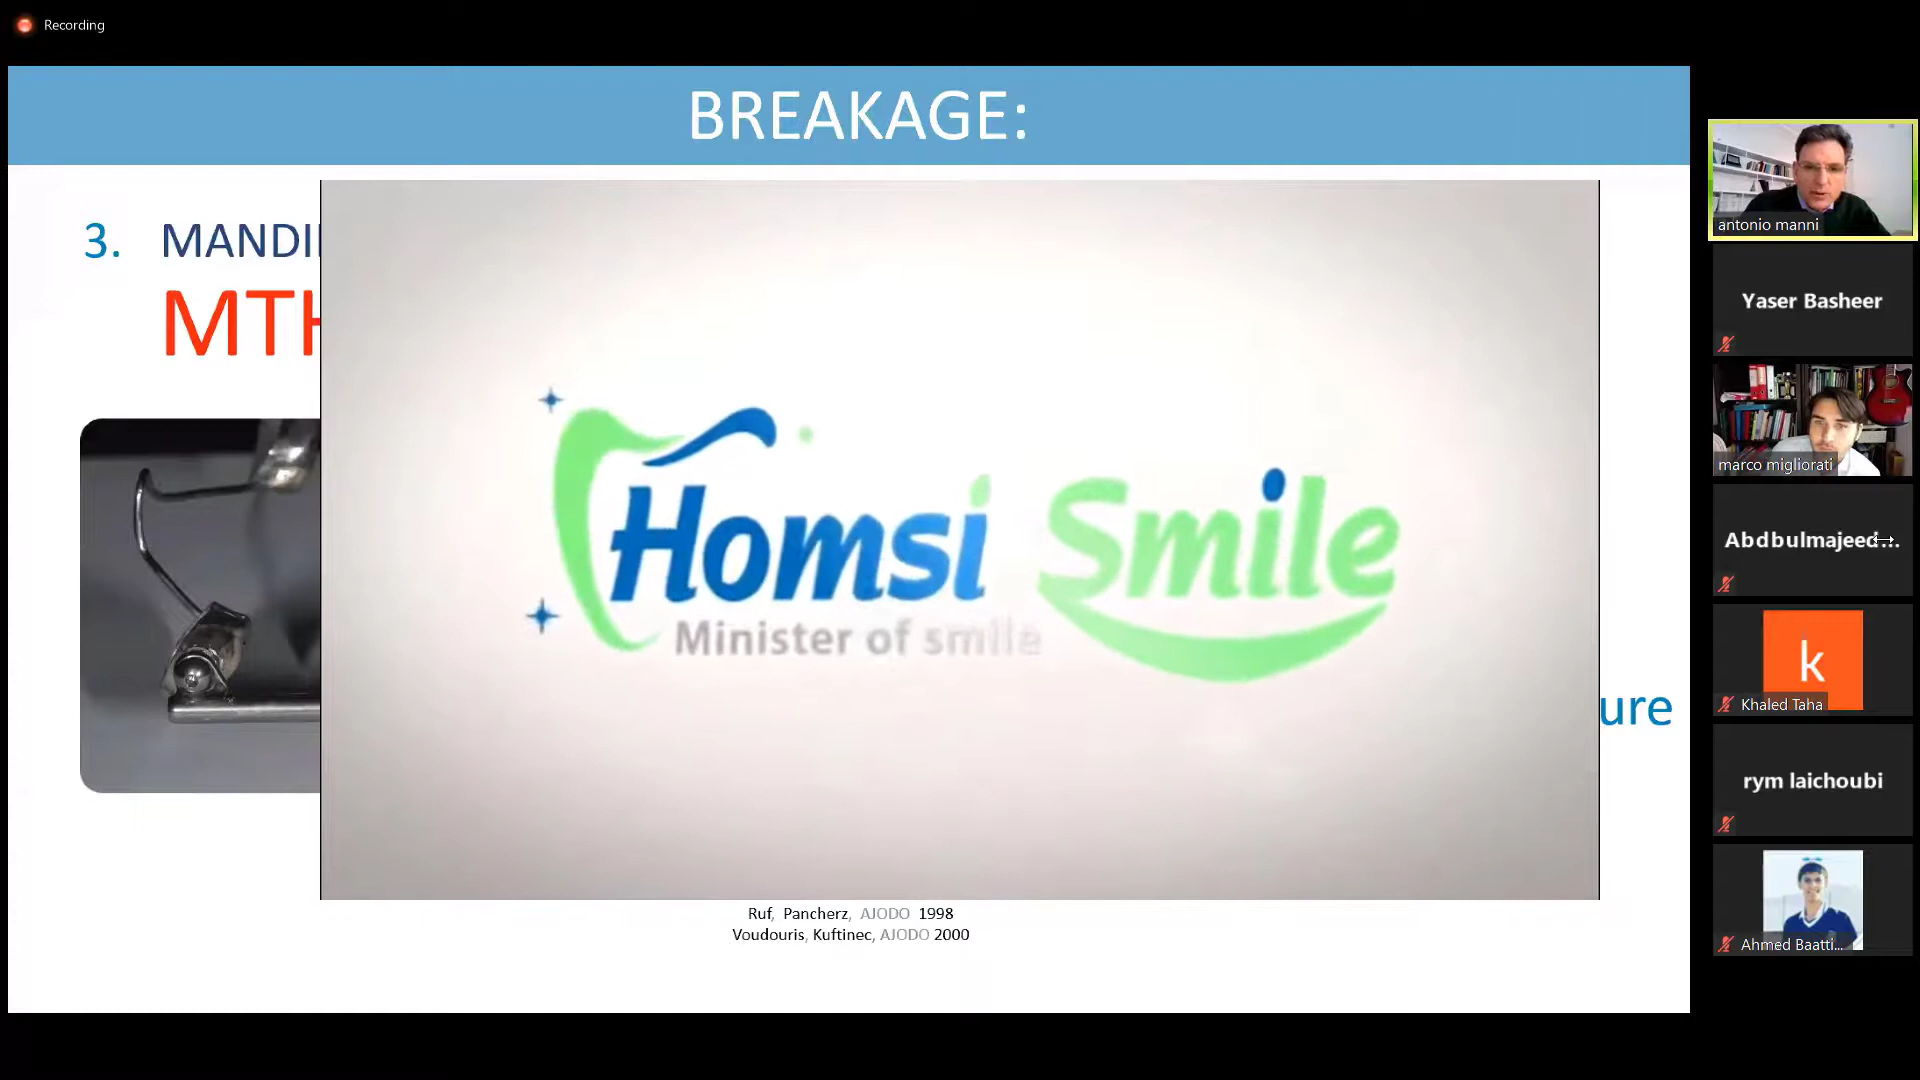 Recording
BREAKAGE:
3. MANDI
MTH
Homsi Smile
Minister of smile
ure
Ruf, Pancherz, AJODO 1998
Voudouris, Kuftinec, AJODO 2000
antonio manni
Yaser Basheer
marco migliorati
Abdbulmajeed...
k
Khaled Taha
rym laichoubi
Ahmed Baatti...